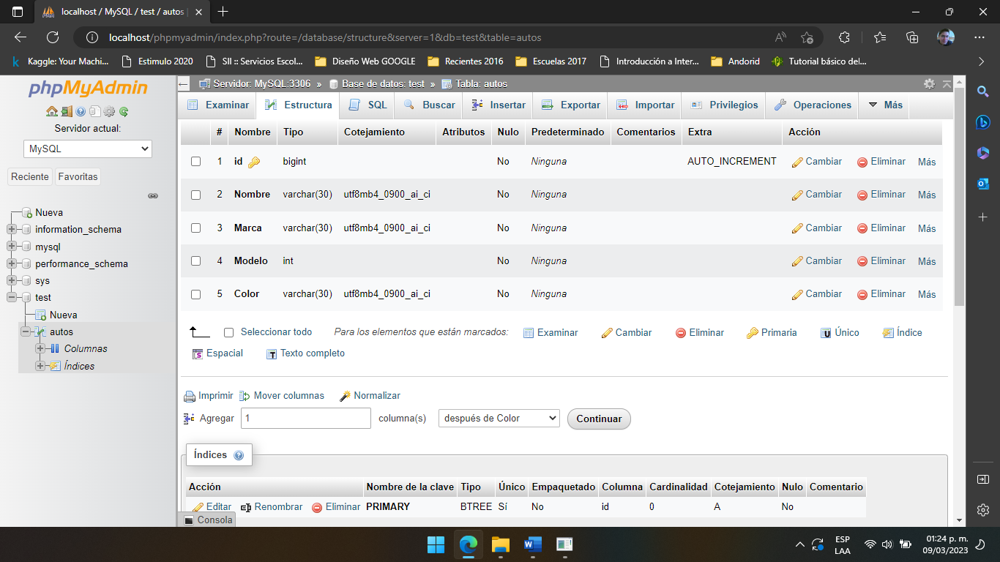 localhost / MySQL / test / autos |
localhost/phpmyadmin/index.php?route=/database/structure&server=1&db=test&table=autos
Kaggle: Your Machi... Estimulo 2020 SII :: Servicios Escol... Diseño Web GOOGLE Recientes 2016 Escuelas 2017 Introducción a Inter... Andorid Tutorial básico del...
phpMyAdmin
Servidor actual:
MySQL
Reciente Favoritas
Nueva
information_schema
mysql
performance_schema
sys
test
Nueva
autos
Columnas
Índices
Servidor: MySQL:3306 » Base de datos: test » Tabla: autos
Examinar Estructura SQL Buscar Insertar Exportar Importar Privilegios Operaciones Más
# Nombre Tipo Cotejamiento Atributos Nulo Predeterminado Comentarios Extra Acción
1 id bigint No Ninguna AUTO_INCREMENT Cambiar Eliminar Más
2 Nombre varchar(30) utf8mb4_0900_ai_ci No Ninguna Cambiar Eliminar Más
3 Marca varchar(30) utf8mb4_0900_ai_ci No Ninguna Cambiar Eliminar Más
4 Modelo int No Ninguna Cambiar Eliminar Más
5 Color varchar(30) utf8mb4_0900_ai_ci No Ninguna Cambiar Eliminar Más
Seleccionar todo Para los elementos que están marcados: Examinar Cambiar Eliminar Primaria Único Índice
Espacial Texto completo
Imprimir Mover columnas Normalizar
Agregar 1 columna(s) después de Color Continuar
Índices
Acción Nombre de la clave Tipo Único Empaquetado Columna Cardinalidad Cotejamiento Nulo Comentario
Editar Renombrar Eliminar PRIMARY BTREE Sí No id 0 A No
Consola
ESP
LAA
01:24 p. m.
09/03/2023